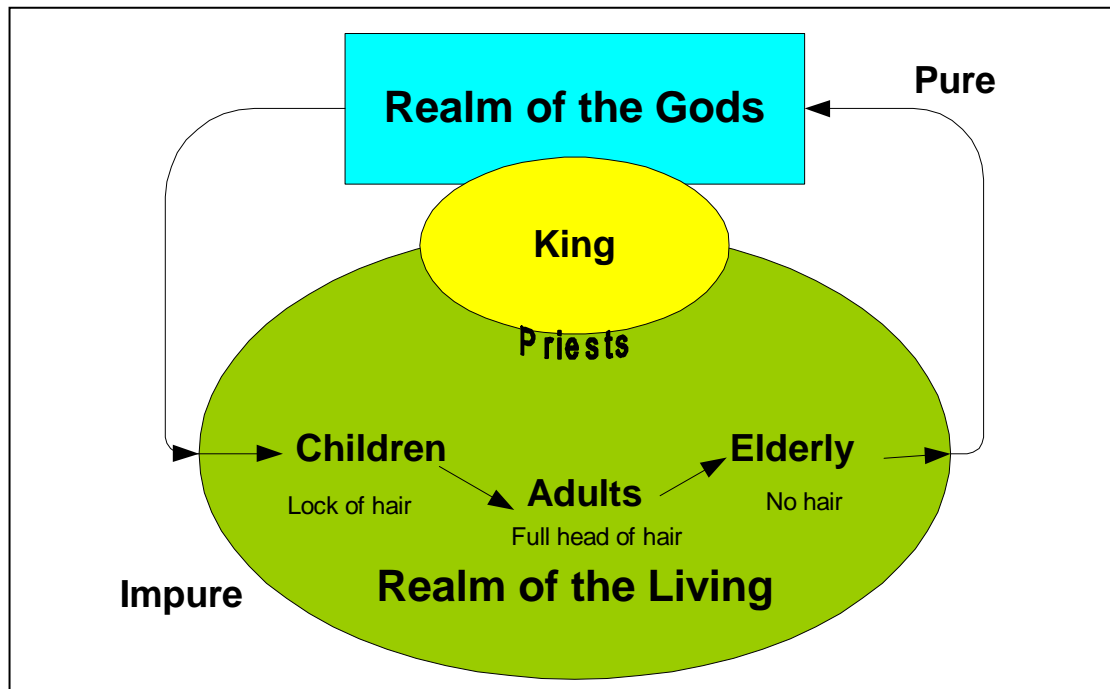 Pure
Realm of the Gods
King
Priests
Children
Lock of hair
Adults
Full head of hair
Elderly
No hair
Realm of the Living
Impure